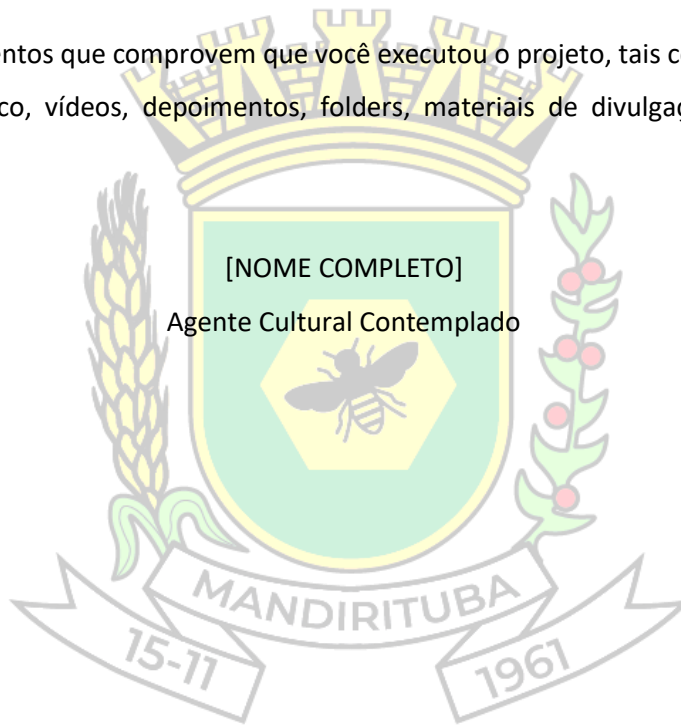 entos que comprovem que você executou o projeto, tais c
co, vídeos, depoimentos, folders, materiais de divulgaç
[NOME COMPLETO]
Agente Cultural Contemplado
MANDIRITUBA
15-11
1961